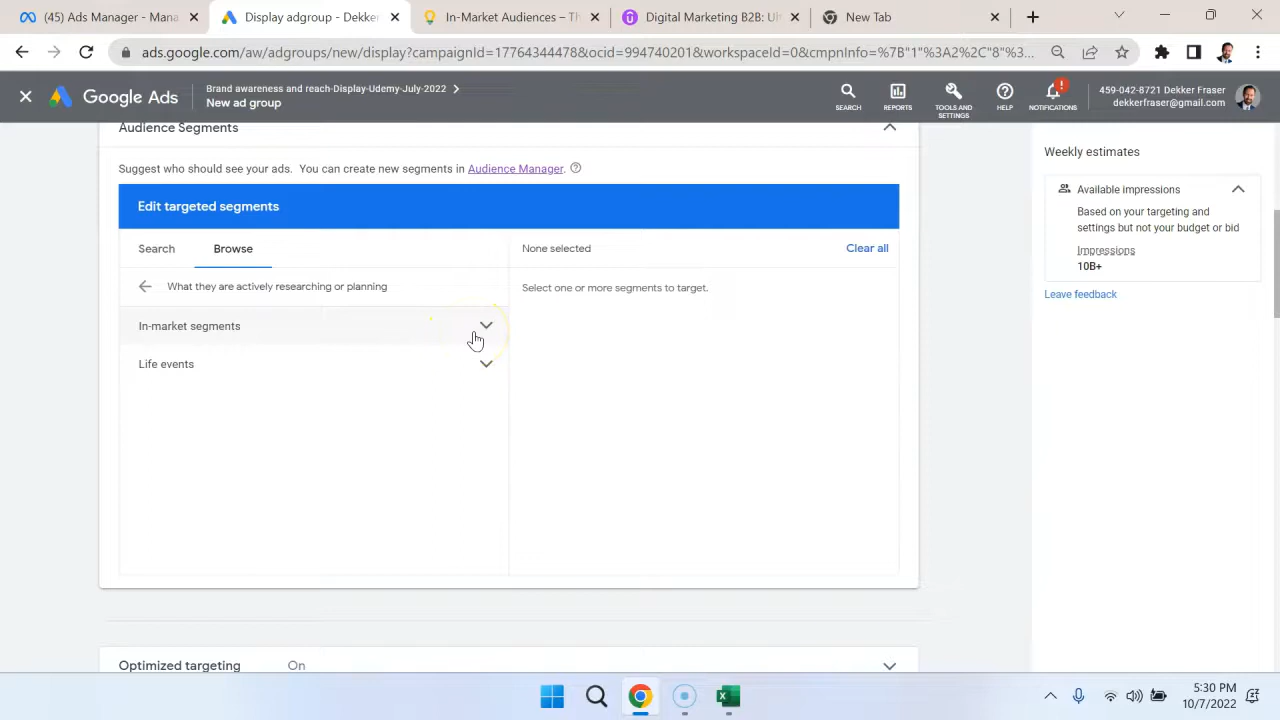 (45) Ads Manager - Mana
Display adgroup - Dekker
In-Market Audiences – Th
Digital Marketing B2B: Ul
New Tab
ads.google.com/aw/adgroups/new/display?campaignId=17764344478&ocid=994740201&workspaceId=0&cmpnInfo=%7B"1"%3A2%2C"8"%3...
Google Ads
Brand awareness and reach-Display-Udemy-July-2022
New ad group
SEARCH
REPORTS
TOOLS AND
SETTINGS
HELP
NOTIFICATIONS
459-042-8721 Dekker Fraser
dekkerfraser@gmail.com
Audience Segments
Suggest who should see your ads. You can create new segments in Audience Manager.
Edit targeted segments
Search
Browse
None selected
Clear all
What they are actively researching or planning
Select one or more segments to target.
In-market segments
Life events
Optimized targeting
On
Weekly estimates
Available impressions
Based on your targeting and
settings but not your budget or bid
Impressions
10B+
Leave feedback
5:30 PM
10/7/2022